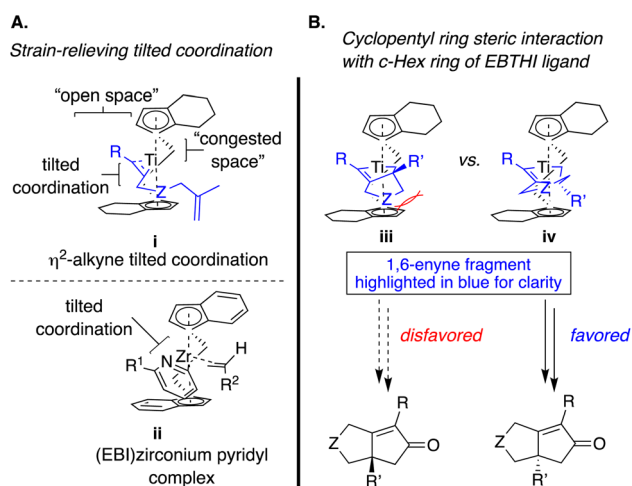 A.
Strain-relieving tilted coordination
“open space”
“congested
space”
R
Ti
tilted
coordination
Z
i
η2-alkyne tilted coordination
tilted
coordination
N
Zr
H
R1
R2
ii
(EBI)zirconium pyridyl
complex
B.
Cyclopentyl ring steric interaction
with c-Hex ring of EBTHI ligand
R
Ti
R'
Z
vs.
R
Ti
Z
R'
iii
iv
1,6-enyne fragment
highlighted in blue for clarity
disfavored
favored
R
Z
O
R'
R
Z
O
R'